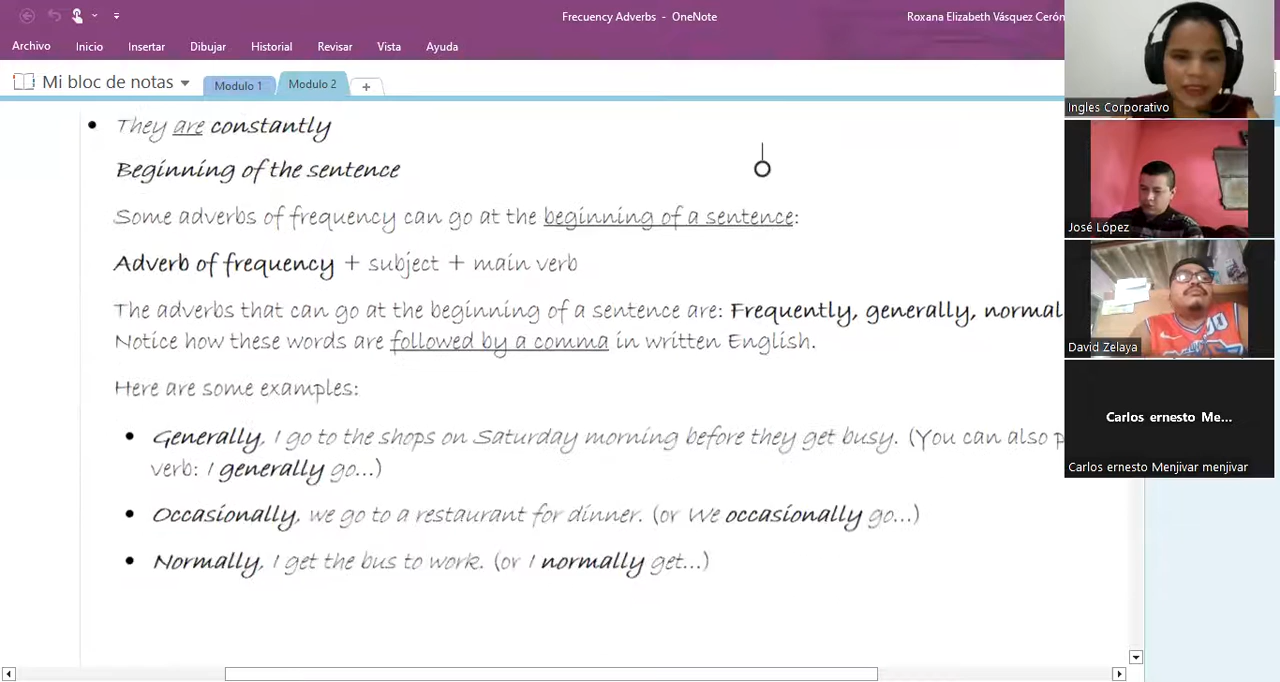 Frecuency Adverbs - OneNote
Roxana Elizabeth Vásquez Cerón
Archivo Inicio Insertar Dibujar Historial Revisar Vista Ayuda
Mi bloc de notas Modulo 1 Modulo 2 +
They are constantly
Beginning of the sentence
Some adverbs of frequency can go at the beginning of a sentence:
Adverb of frequency + subject + main verb
The adverbs that can go at the beginning of a sentence are: Frequently, generally, normal
Notice how these words are followed by a comma in written English.
Here are some examples:
Generally, I go to the shops on Saturday morning before they get busy. (You can also p
verb: I generally go...)
Occasionally, we go to a restaurant for dinner. (or We occasionally go...)
Normally, I get the bus to work. (or I normally get...)
Ingles Corporativo
José López
David Zelaya
Carlos ernesto Me...
Carlos ernesto Menjivar menjivar